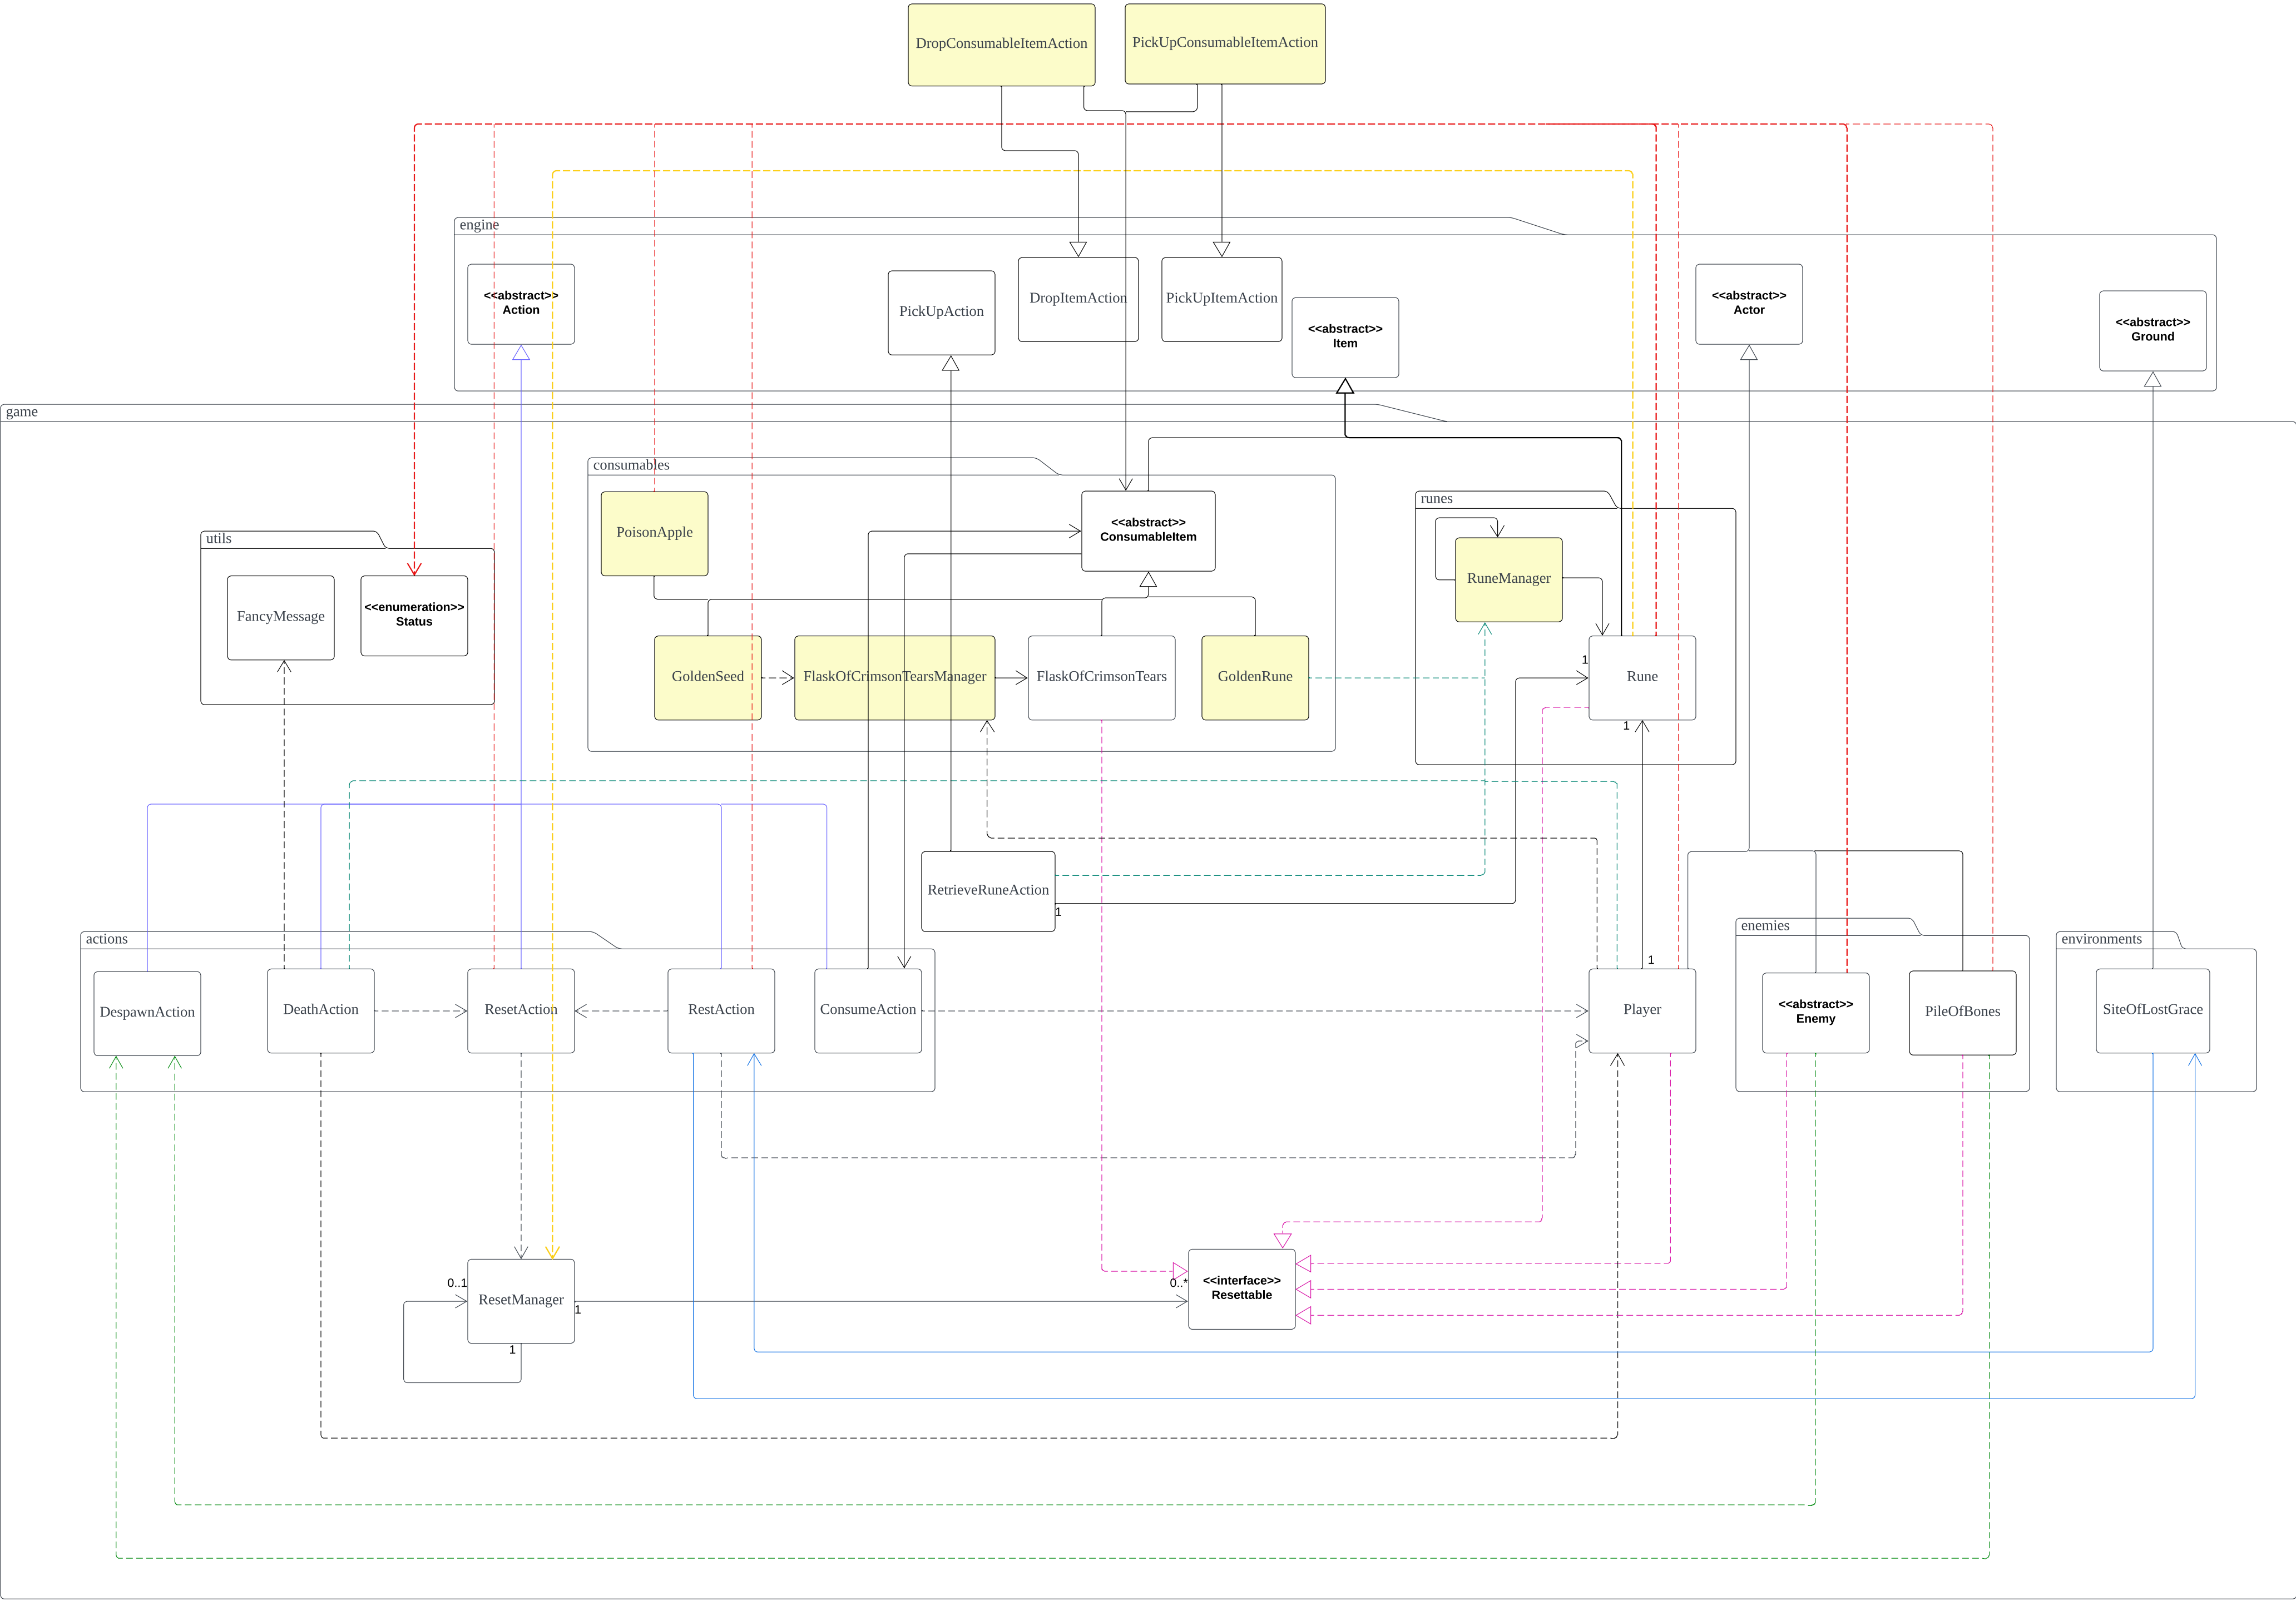 DropConsumableItemAction
PickUpConsumableItemAction
engine
<<abstract>>
Action
PickUpAction
DropItemAction
PickUpItemAction
<<abstract>>
Item
<<abstract>>
Actor
<<abstract>>
Ground
game
consumables
PoisonApple
<<abstract>>
ConsumableItem
runes
RuneManager
utils
FancyMessage
<<enumeration>>
Status
GoldenSeed
FlaskOfCrimsonTearsManager
FlaskOfCrimsonTears
GoldenRune
1
Rune
1
RetrieveRuneAction
1
actions
DespawnAction
DeathAction
ResetAction
RestAction
ConsumeAction
1
Player
enemies
<<abstract>>
Enemy
PileOfBones
environments
SiteOfLostGrace
0..1
ResetManager
1
1
0..*
<<interface>>
Resettable